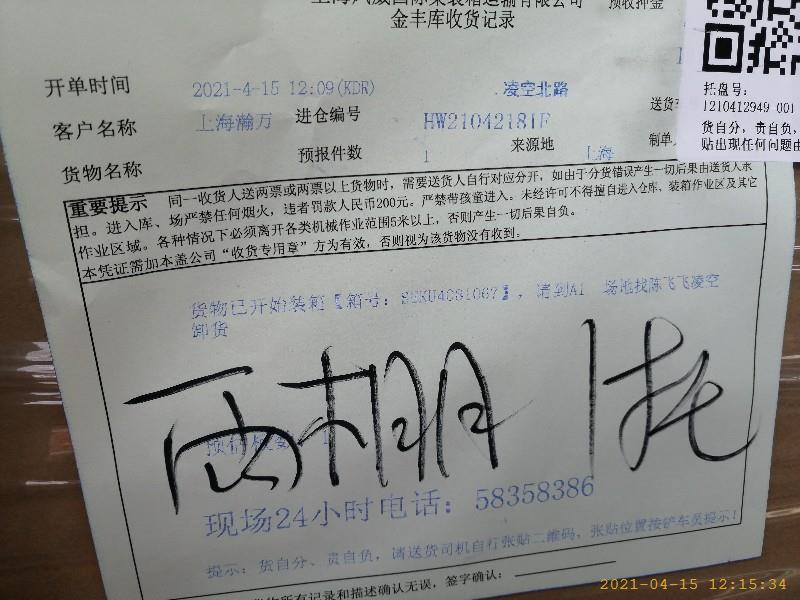 金丰库收货记录
预收押金
开单时间 2021-4-15 12:09(KDR) 凌空北路
托盘号:
1210412949 001
货自分,责自负,
贴出现任何问题由
客户名称 上海瀚万 进仓编号 HW21042181F 送货
货物名称 预报件数 1 来源地 上海 制单
重要提示 同一收货人送两票或两票以上货物时,需要送货人自行对应分开,如由于分货错误产生一切后果由送货人承
担。进入库、场严禁任何烟火,违者罚款人民币200元。严禁带孩童进入。未经许可不得擅自进入仓库、装箱作业区及其它
作业区域。各种情况下必须离开各类机械作业范围5米以上,否则产生一切后果自负。
本凭证需加本盖公司“收货专用章”方为有效,否则视为该货物没有收到。
货物已开始装箱【箱号:  】,请到A1 场地找陈飞飞凌空
卸货
1托
现场24小时电话:58358386
提示:货自分、责自负,请送货司机自行张贴二维码,张贴位置按铲车员提示!
所有记录和描述确认无误,签字确认:
2021-04-15 12:15:34